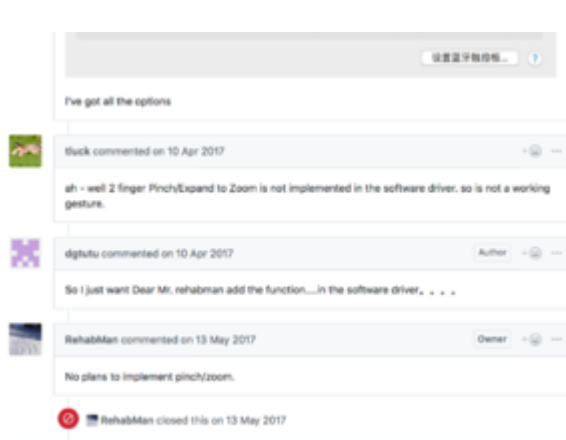 设置蓝牙触控板... ?
I've got all the options
tluck commented on 10 Apr 2017
ah - well 2 finger Pinch/Expand to Zoom is not implemented in the software driver. so is not a working
gesture.
dgtutu commented on 10 Apr 2017 Author
So I just want Dear Mr. rehabman add the function....in the software driver。。。。
RehabMan commented on 13 May 2017 Owner
No plans to implement pinch/zoom.
RehabMan closed this on 13 May 2017